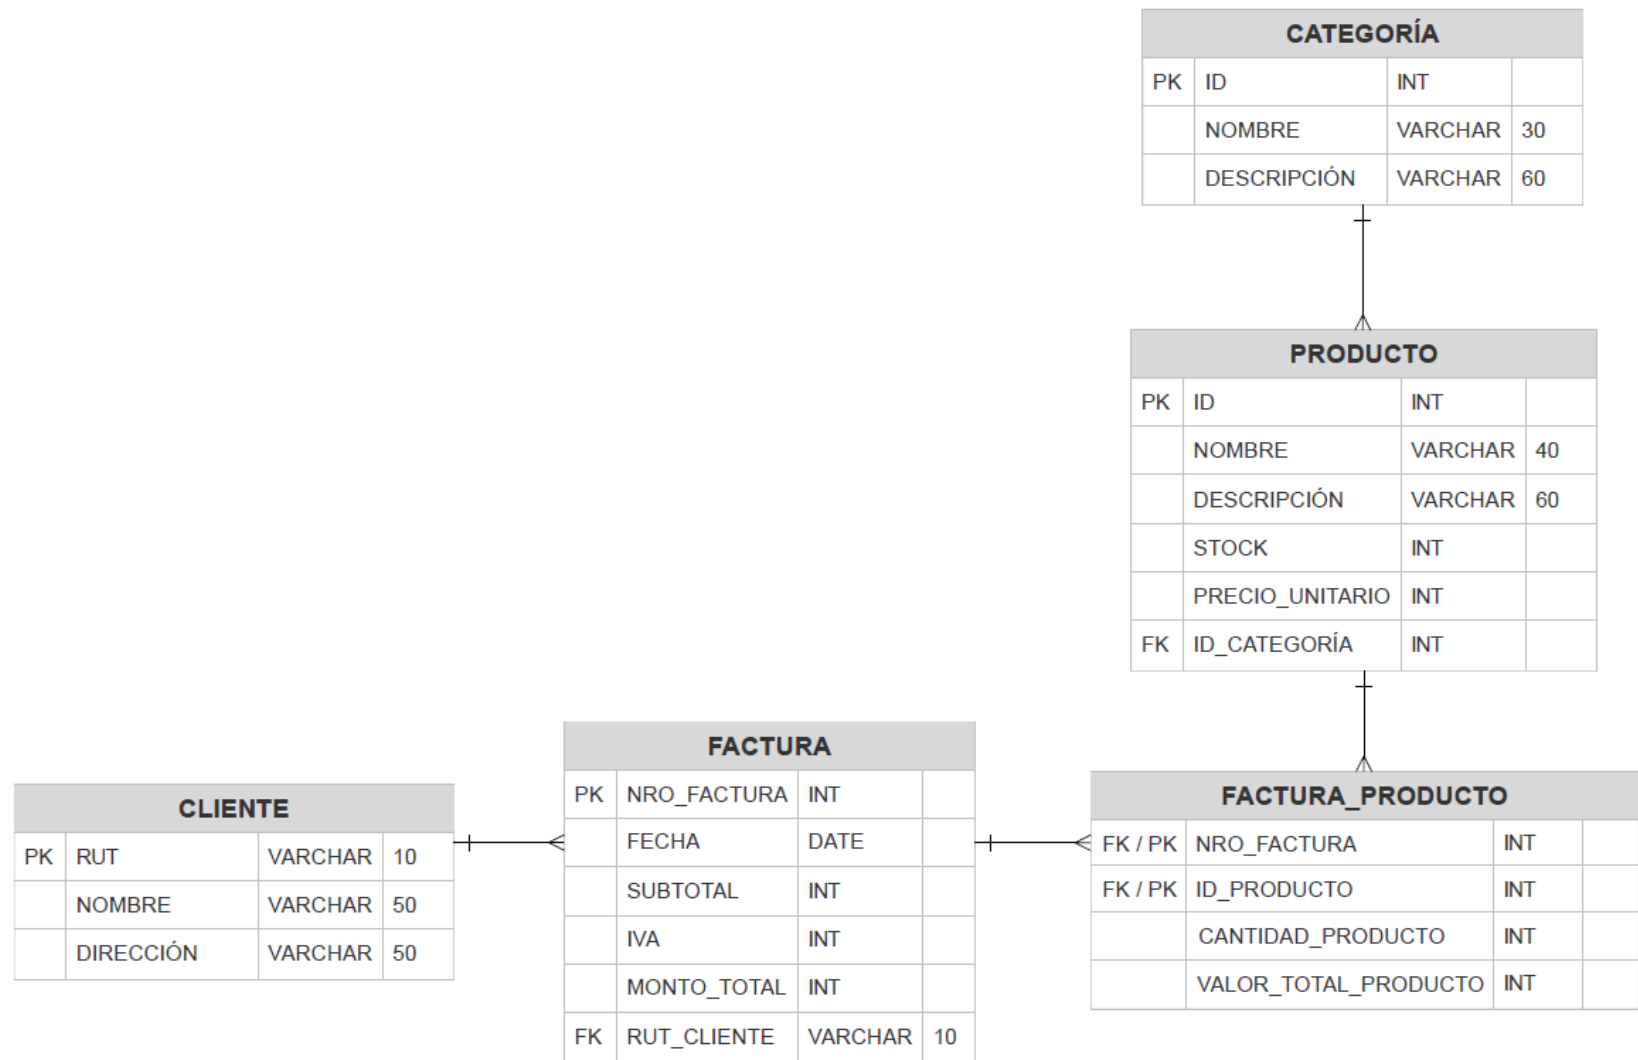 CATEGORÍA
PK ID INT
NOMBRE VARCHAR 30
DESCRIPCIÓN VARCHAR 60
PRODUCTO
PK ID INT
NOMBRE VARCHAR 40
DESCRIPCIÓN VARCHAR 60
STOCK INT
PRECIO_UNITARIO INT
FK ID_CATEGORÍA INT
CLIENTE
PK RUT VARCHAR 10
NOMBRE VARCHAR 50
DIRECCIÓN VARCHAR 50
FACTURA
PK NRO_FACTURA INT
FECHA DATE
SUBTOTAL INT
IVA INT
MONTO_TOTAL INT
FK RUT_CLIENTE VARCHAR 10
FACTURA_PRODUCTO
FK / PK NRO_FACTURA INT
FK / PK ID_PRODUCTO INT
CANTIDAD_PRODUCTO INT
VALOR_TOTAL_PRODUCTO INT